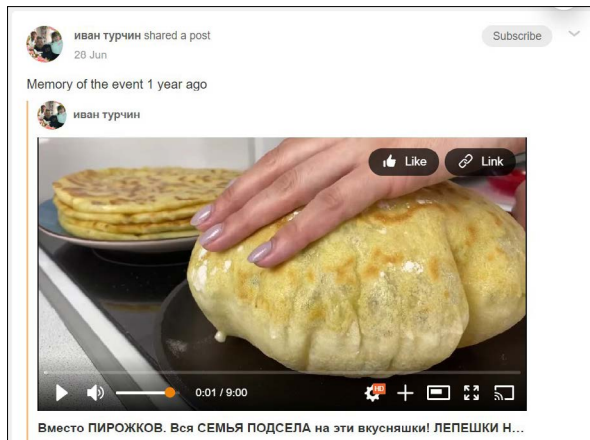 иван турчин shared a post
Subscribe
28 Jun
Memory of the event 1 year ago
иван турчин
Like
Link
0:01 / 9:00
HD
Вместо ПИРОЖКОВ. Вся СЕМЬЯ ПОДСЕЛА на эти вкусняшки! ЛЕПЕШКИ Н...